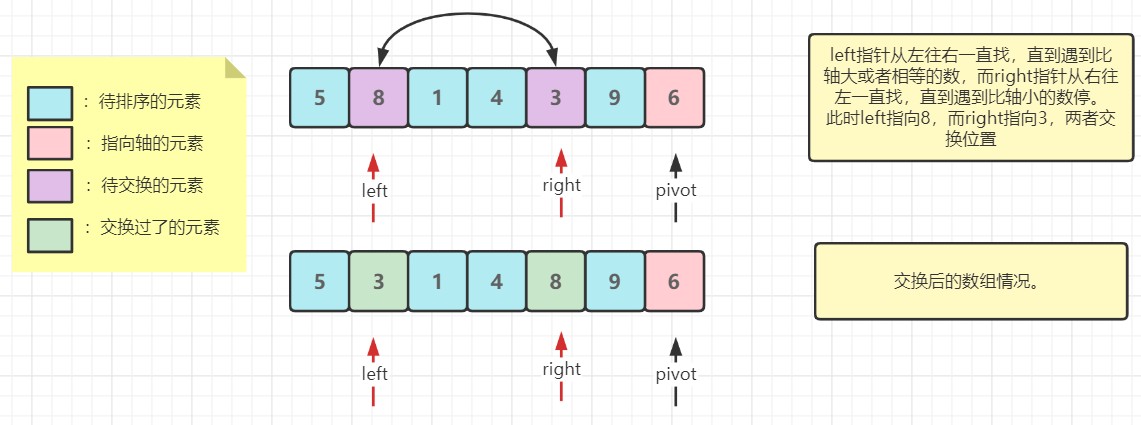 ：待排序的元素
：指向轴的元素
：待交换的元素
：交换过了的元素
5 8 1 4 3 9 6
left right pivot
left指针从左往右一直找，直到遇到比
轴大或者相等的数，而right指针从右往
左一直找，直到遇到比轴小的数停。
此时left指向8，而right指向3，两者交
换位置
5 3 1 4 8 9 6
left right pivot
交换后的数组情况。